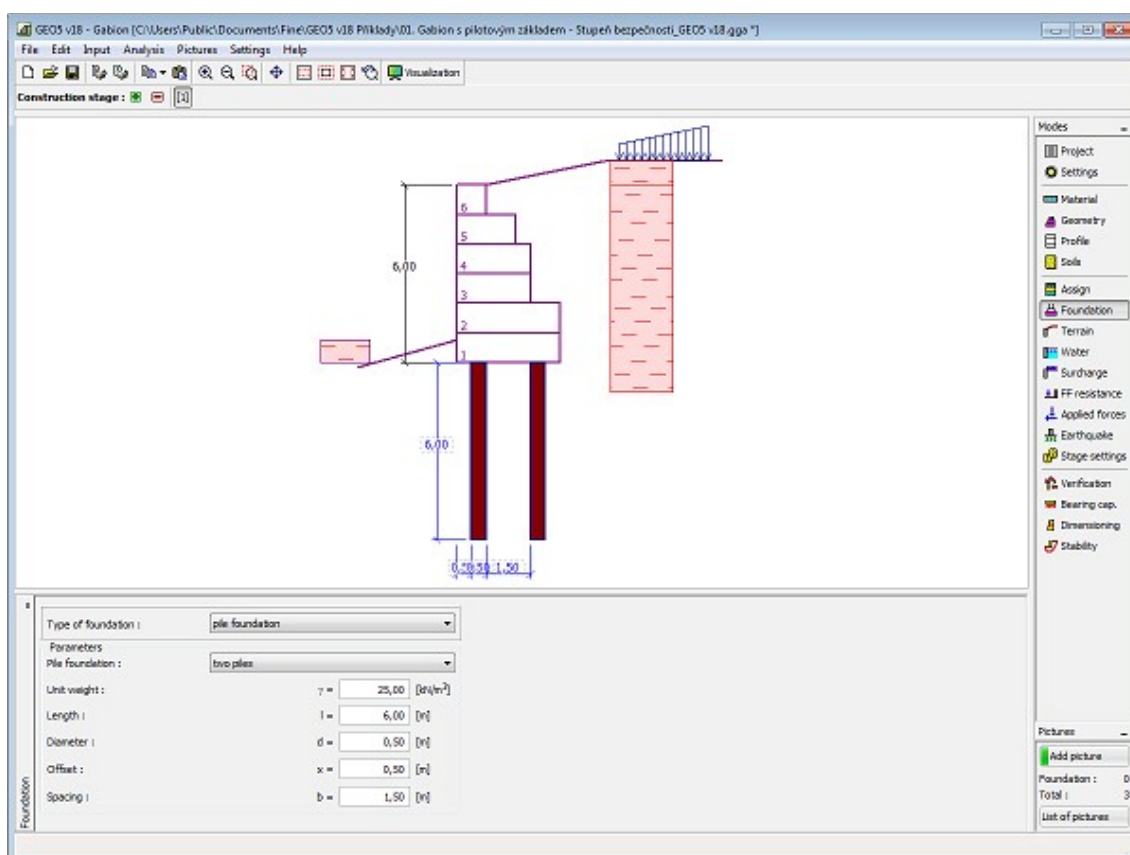 GEO5 v18 - Gabion [C:\Users\Public\Documents\Fine\GEO5 v18 Příklady\01. Gabion s pilotovým základem - Stupeň bezpečnosti_GEO5 v18.gga *]
File Edit Input Analysis Pictures Settings Help
Visualization
Construction stage : [1]
6
5
4
3
2
1
6,00
6,00
0,50 0,50 1,50
Modes
Project
Settings
Material
Geometry
Profile
Soils
Assign
Foundation
Terrain
Water
Surcharge
FF resistance
Applied forces
Earthquake
Stage settings
Verification
Bearing cap.
Dimensioning
Stability
Foundation
Type of foundation : pile foundation
Parameters
Pile foundation : two piles
Unit weight : γ = 25,00 [kN/m³]
Length : l = 6,00 [m]
Diameter : d = 0,50 [m]
Offset : x = 0,50 [m]
Spacing : b = 1,50 [m]
Pictures
Add picture
Foundation : 0
Total : 3
List of pictures